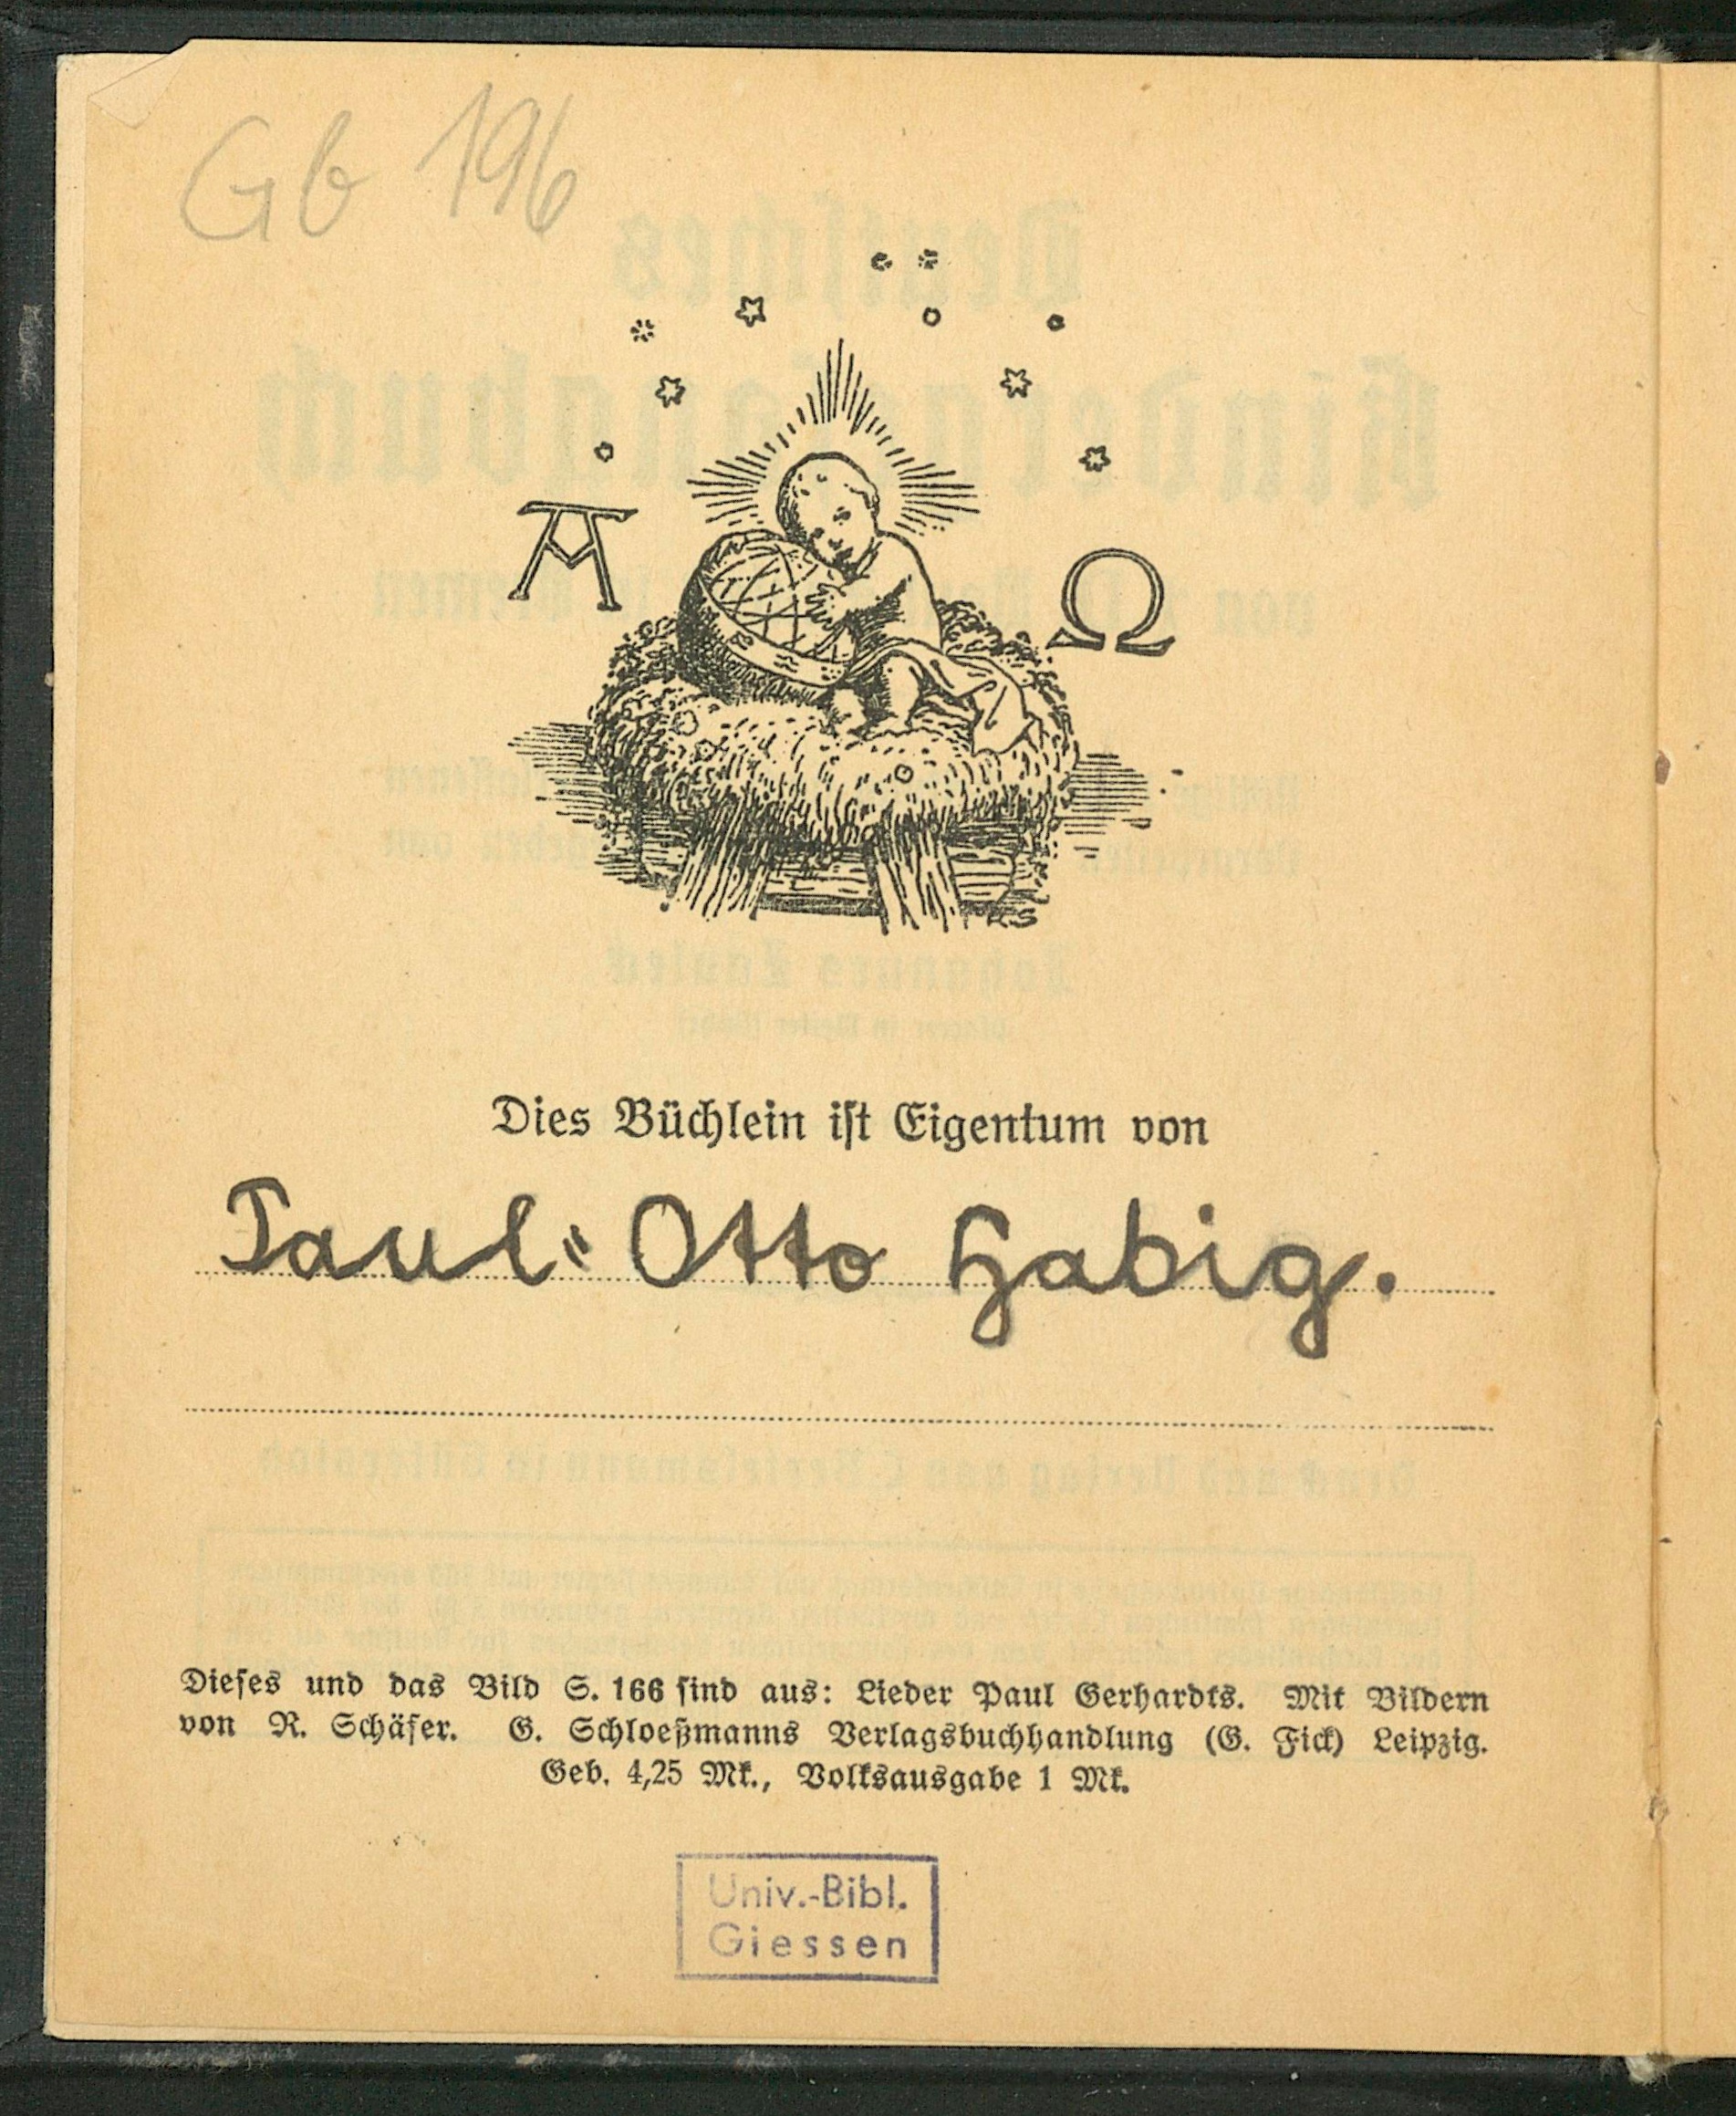 Gb 196
Α Ω
RS
Dies Büchlein ist Eigentum von
Paul-Otto Habig.
Dieses und das Bild S. 166 sind aus: Lieder Paul Gerhardts. Mit Bildern
von R. Schäfer. G. Schloeßmanns Verlagsbuchhandlung (G. Fick) Leipzig.
Geb. 4,25 Mk., Volksausgabe 1 Mk.
Univ.-Bibl.
Giessen